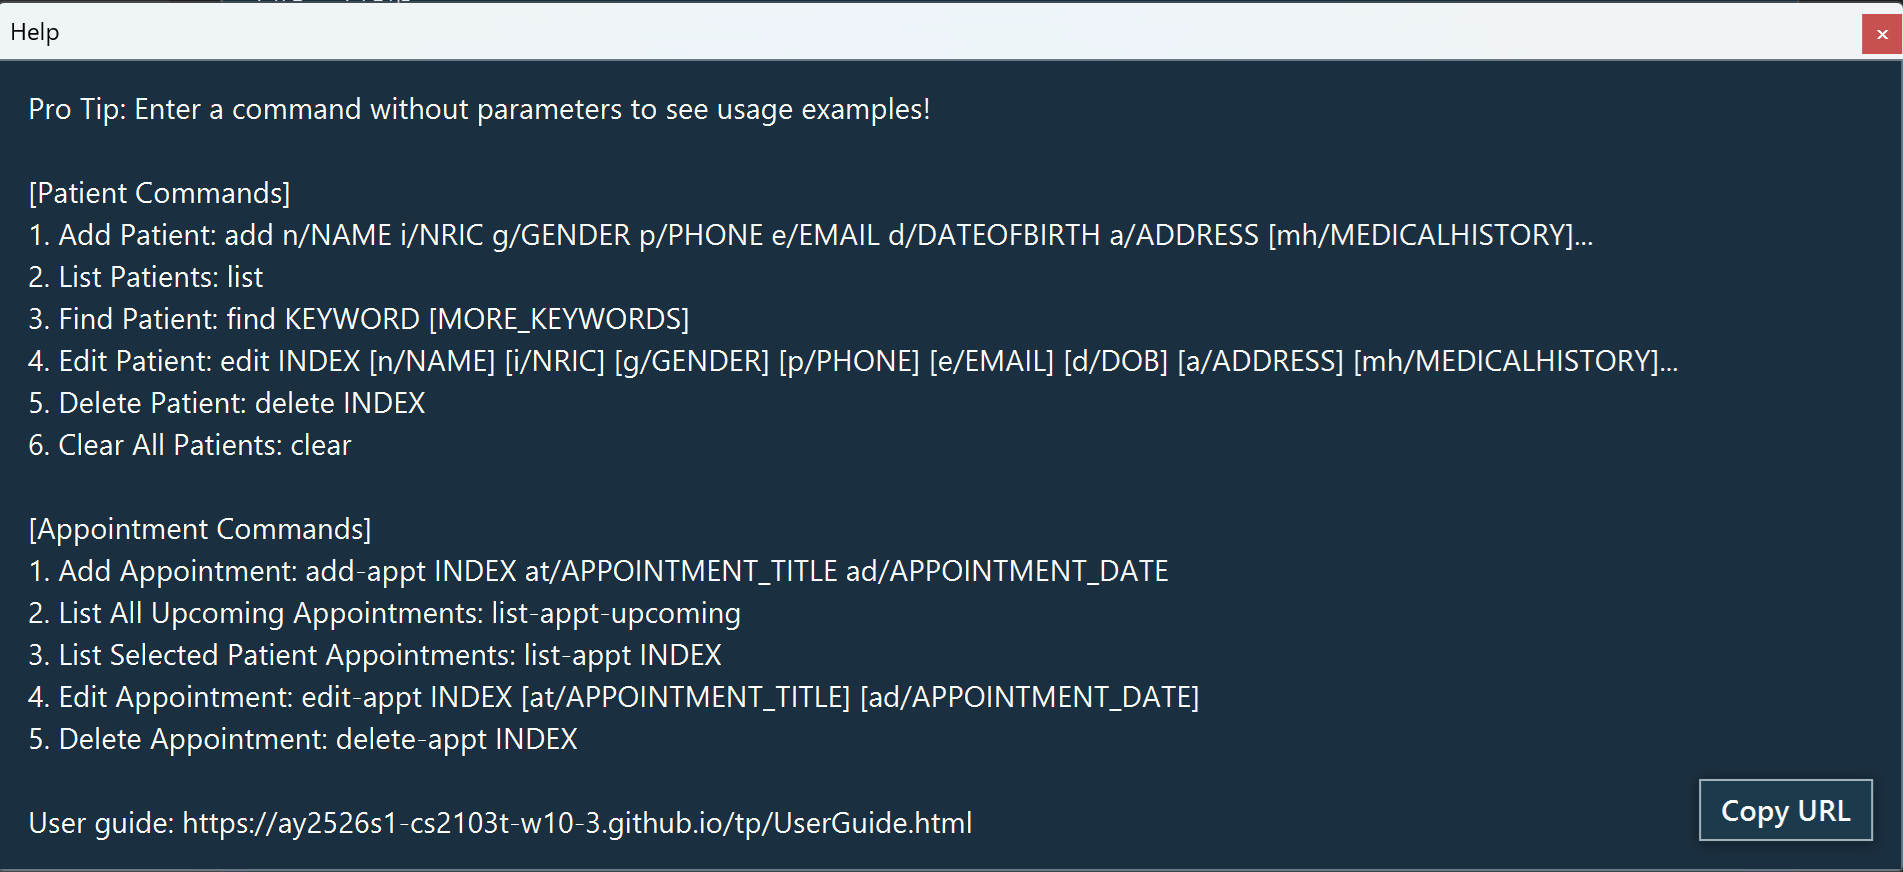 Help
Pro Tip: Enter a command without parameters to see usage examples!
[Patient Commands]
1. Add Patient: add n/NAME i/NRIC g/GENDER p/PHONE e/EMAIL d/DATEOFBIRTH a/ADDRESS [mh/MEDICALHISTORY]...
2. List Patients: list
3. Find Patient: find KEYWORD [MORE_KEYWORDS]
4. Edit Patient: edit INDEX [n/NAME] [i/NRIC] [g/GENDER] [p/PHONE] [e/EMAIL] [d/DOB] [a/ADDRESS] [mh/MEDICALHISTORY]...
5. Delete Patient: delete INDEX
6. Clear All Patients: clear
[Appointment Commands]
1. Add Appointment: add-appt INDEX at/APPOINTMENT_TITLE ad/APPOINTMENT_DATE
2. List All Upcoming Appointments: list-appt-upcoming
3. List Selected Patient Appointments: list-appt INDEX
4. Edit Appointment: edit-appt INDEX [at/APPOINTMENT_TITLE] [ad/APPOINTMENT_DATE]
5. Delete Appointment: delete-appt INDEX
User guide: https://ay2526s1-cs2103t-w10-3.github.io/tp/UserGuide.html
Copy URL